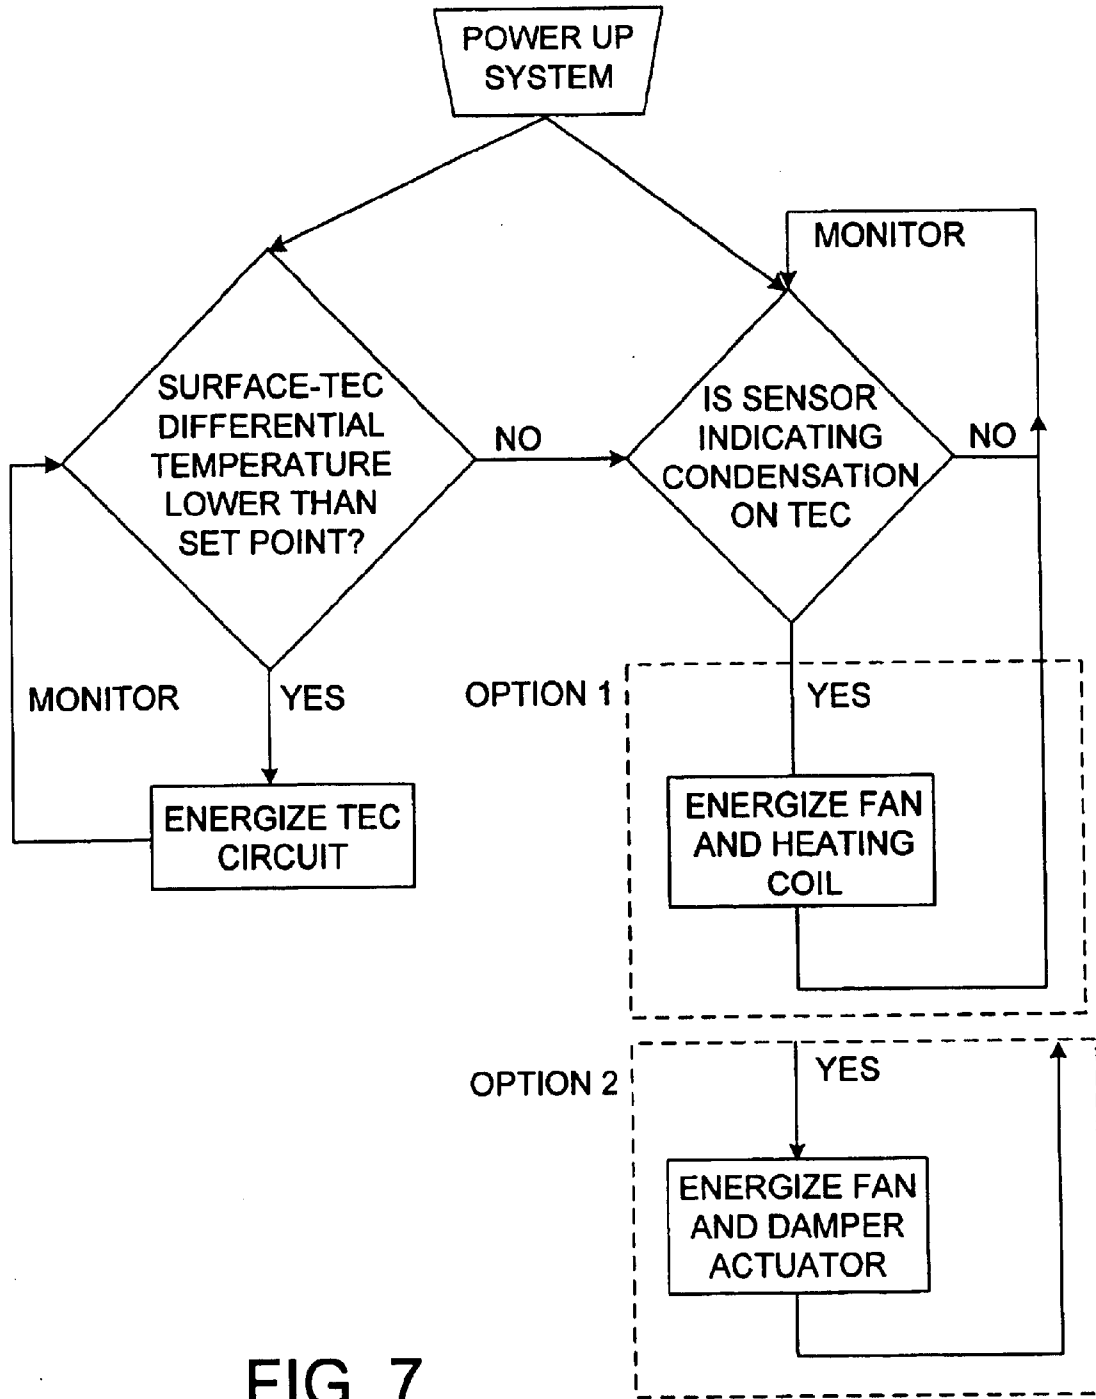 POWER UP
SYSTEM
MONITOR
SURFACE-TEC
DIFFERENTIAL
TEMPERATURE
LOWER THAN
SET POINT?
NO
IS SENSOR
INDICATING
CONDENSATION
ON TEC
NO
MONITOR
YES
OPTION 1
YES
ENERGIZE TEC
CIRCUIT
ENERGIZE FAN
AND HEATING
COIL
OPTION 2
YES
ENERGIZE FAN
AND DAMPER
ACTUATOR
FIG. 7